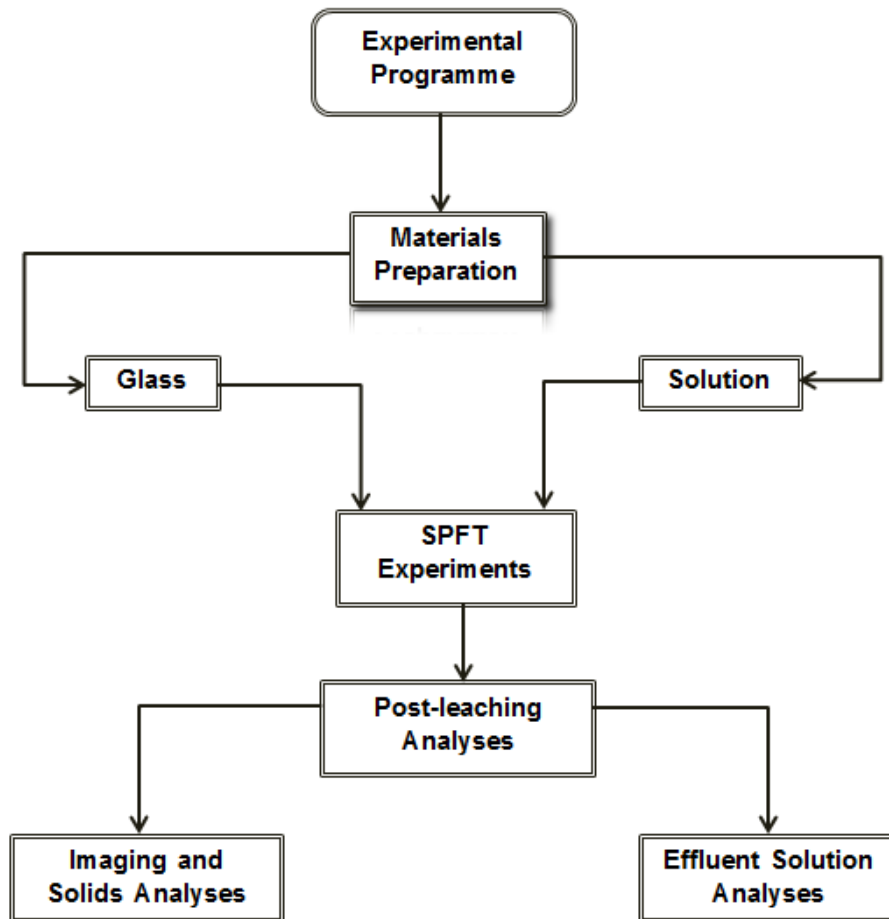 Experimental
Programme
Materials
Preparation
Glass
Solution
SPFT
Experiments
Post-leaching
Analyses
Imaging and
Solids Analyses
Effluent Solution
Analyses